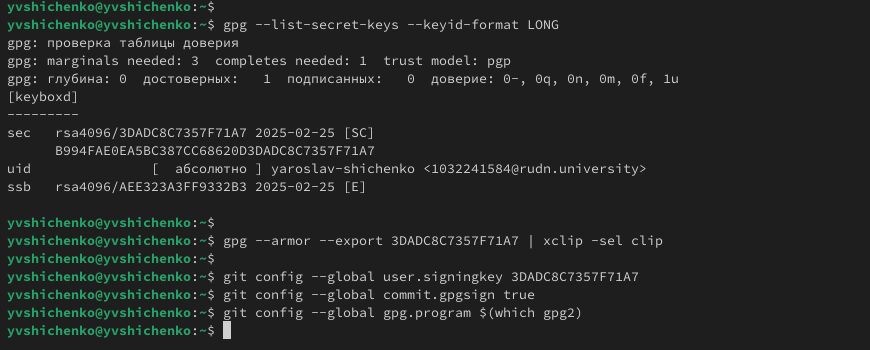 yvshichenko@yvshichenko:~$
yvshichenko@yvshichenko:~$ gpg --list-secret-keys --keyid-format LONG
gpg: проверка таблицы доверия
gpg: marginals needed: 3  completes needed: 1  trust model: pgp
gpg: глубина: 0  достоверных:   1  подписанных:   0  доверие: 0-, 0q, 0n, 0m, 0f, 1u
[keyboxd]
---------
sec   rsa4096/3DADC8C7357F71A7 2025-02-25 [SC]
      B994FAE0EA5BC387CC68620D3DADC8C7357F71A7
uid               [  абсолютно ] yaroslav-shichenko <1032241584@rudn.university>
ssb   rsa4096/AEE323A3FF9332B3 2025-02-25 [E]
yvshichenko@yvshichenko:~$
yvshichenko@yvshichenko:~$ gpg --armor --export 3DADC8C7357F71A7 | xclip -sel clip
yvshichenko@yvshichenko:~$
yvshichenko@yvshichenko:~$ git config --global user.signingkey 3DADC8C7357F71A7
yvshichenko@yvshichenko:~$ git config --global commit.gpgsign true
yvshichenko@yvshichenko:~$ git config --global gpg.program $(which gpg2)
yvshichenko@yvshichenko:~$